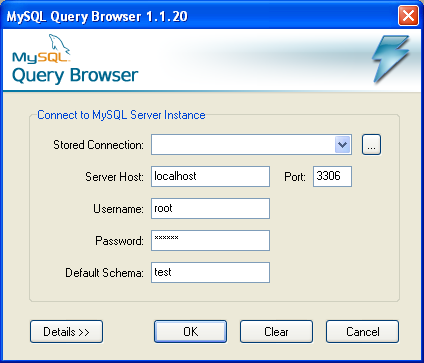 MySQL Query Browser 1.1.20
MySQL
Query Browser
Connect to MySQL Server Instance
Stored Connection:
...
Server Host: localhost Port: 3306
Username: root
Password: ******
Default Schema: test
Details >> OK Clear Cancel